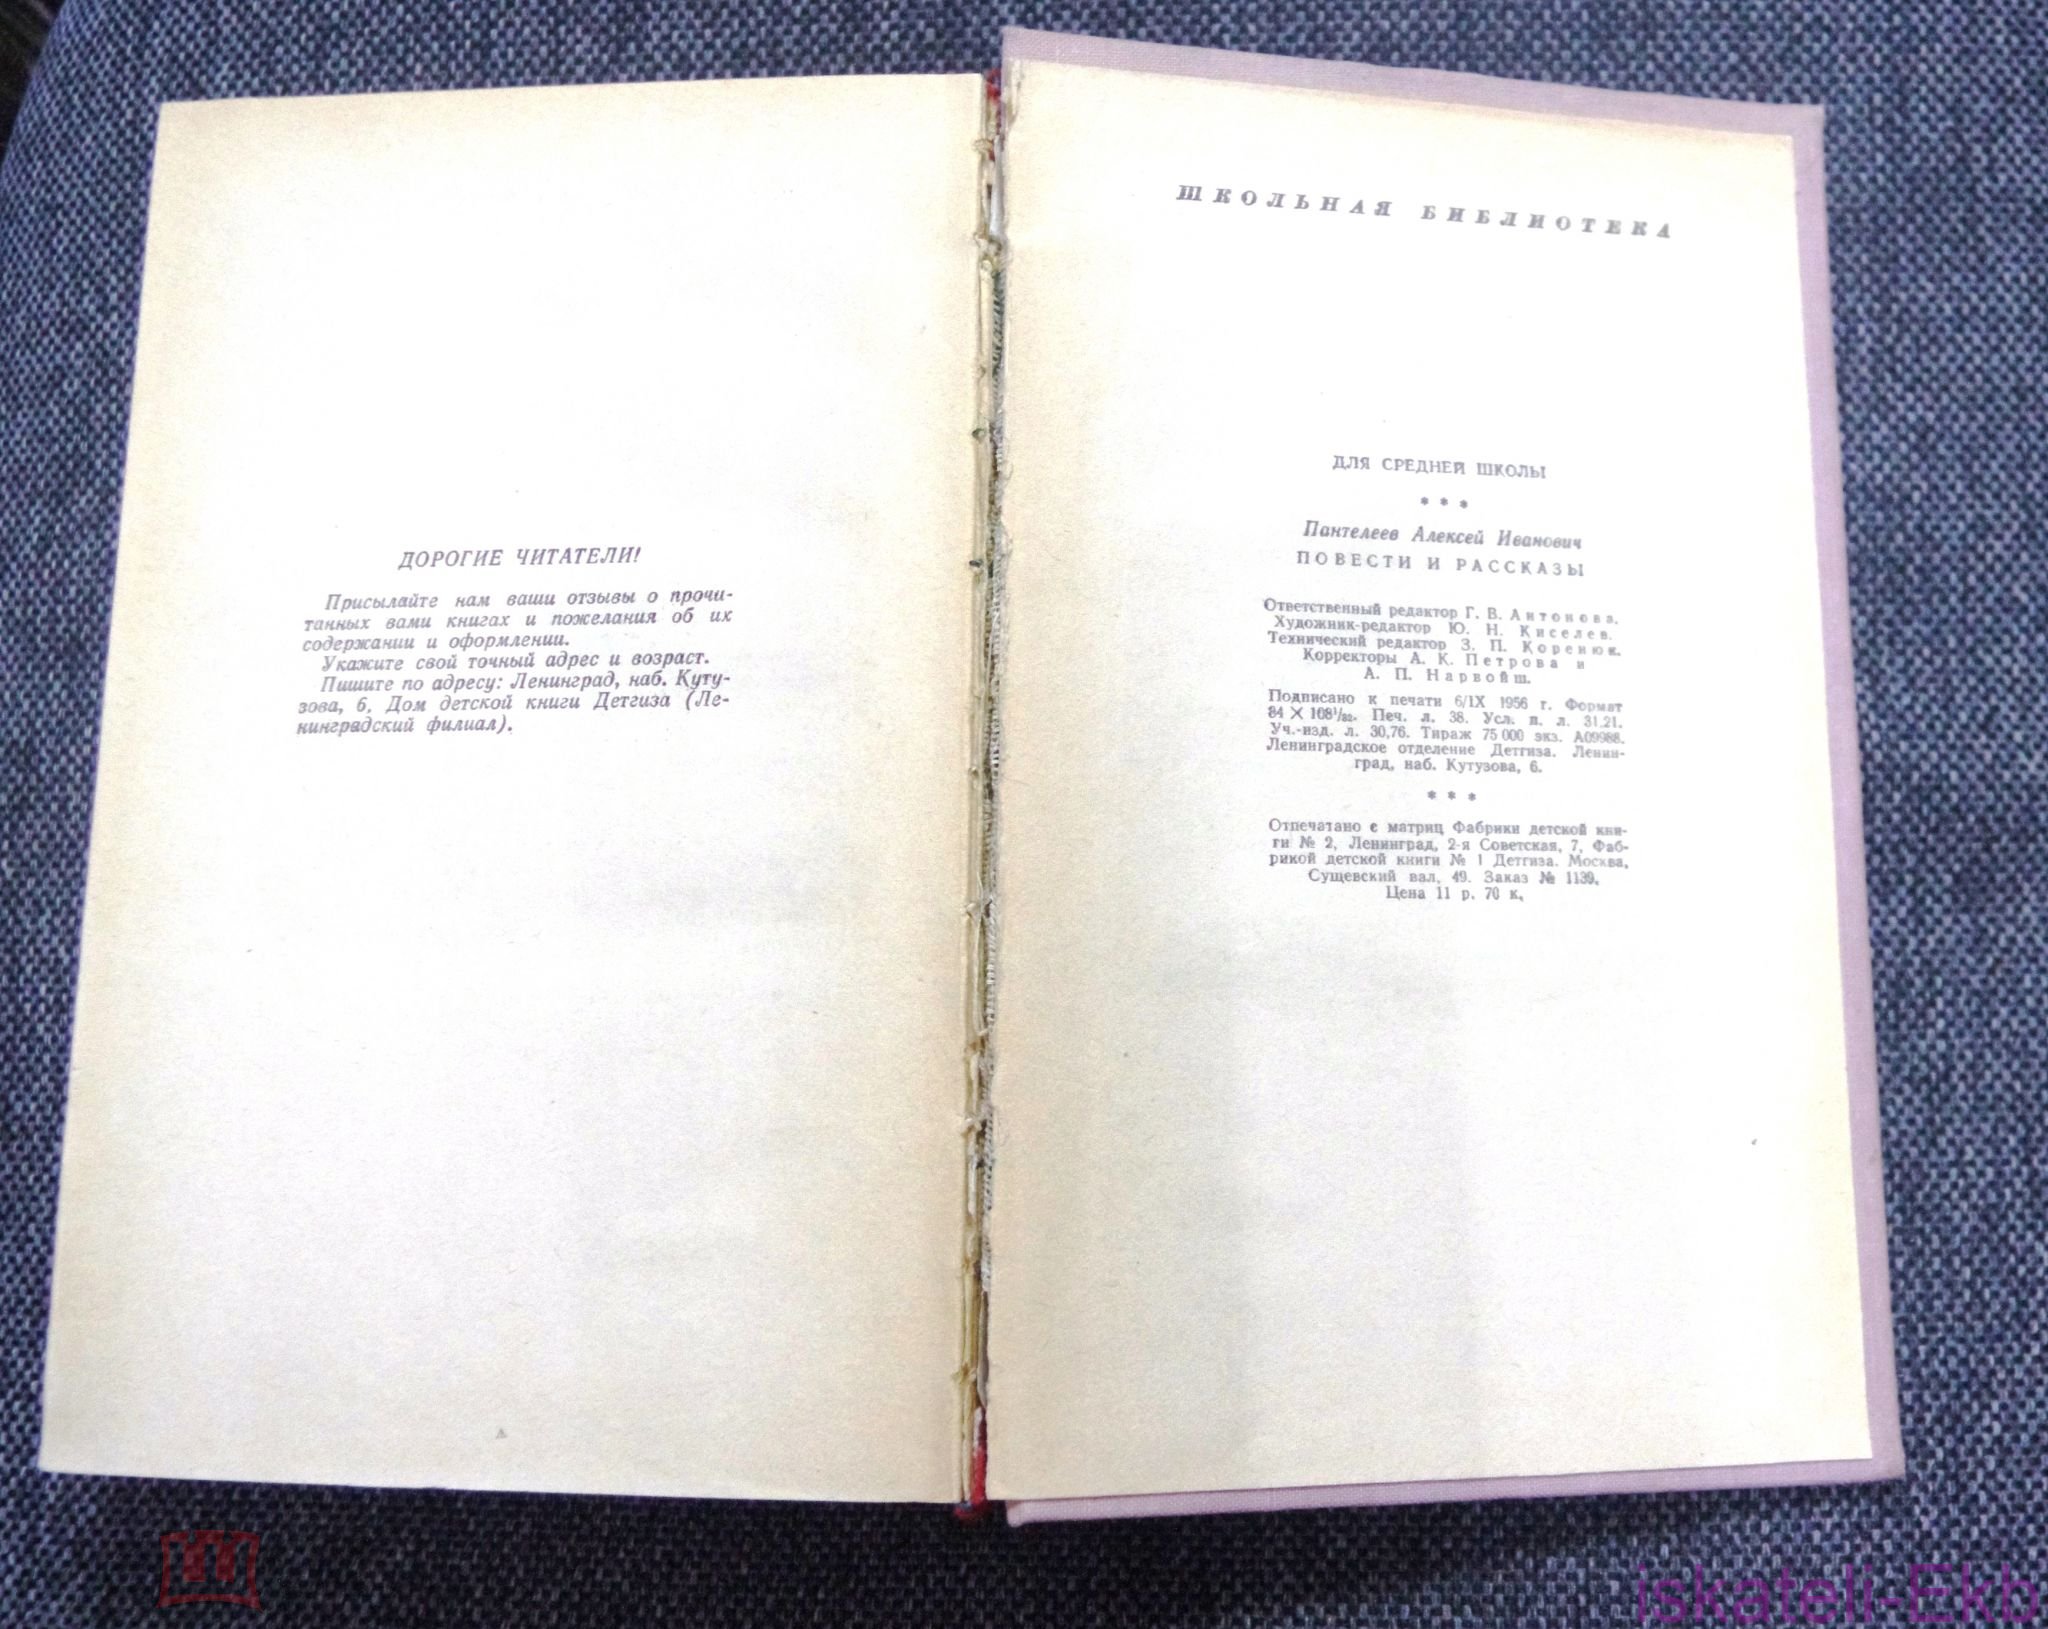 ДОРОГИЕ ЧИТАТЕЛИ!
Присылайте нам ваши отзывы о прочи-
танных вами книгах и пожелания об их
содержании и оформлении.
Укажите свой точный адрес и возраст.
Пишите по адресу: Ленинград, наб. Куту-
зова, 6, Дом детской книги Детгиза (Ле-
нинградский филиал).
ШКОЛЬНАЯ БИБЛИОТЕКА
ДЛЯ СРЕДНЕЙ ШКОЛЫ
* * *
Пантелеев Алексей Иванович
ПОВЕСТИ И РАССКАЗЫ
Ответственный редактор Г. В. Антонова.
Художник-редактор Ю. Н. Киселев.
Технический редактор З. П. Коренюк.
Корректоры А. К. Петрова и
А. П. Нарвойш.
Подписано к печати 6/IX 1956 г. Формат
84 × 108¹/₃₂. Печ. л. 38. Усл. п. л. 31,21.
Уч.-изд. л. 30,76. Тираж 75 000 экз. А09988.
Ленинградское отделение Детгиза. Ленин-
град, наб. Кутузова, 6.
* * *
Отпечатано с матриц Фабрики детской кни-
ги № 2, Ленинград, 2-я Советская, 7, Фаб-
рикой детской книги № 1 Детгиза. Москва,
Сущевский вал, 49. Заказ № 1139.
Цена 11 р. 70 к.
iskateli-Ekb